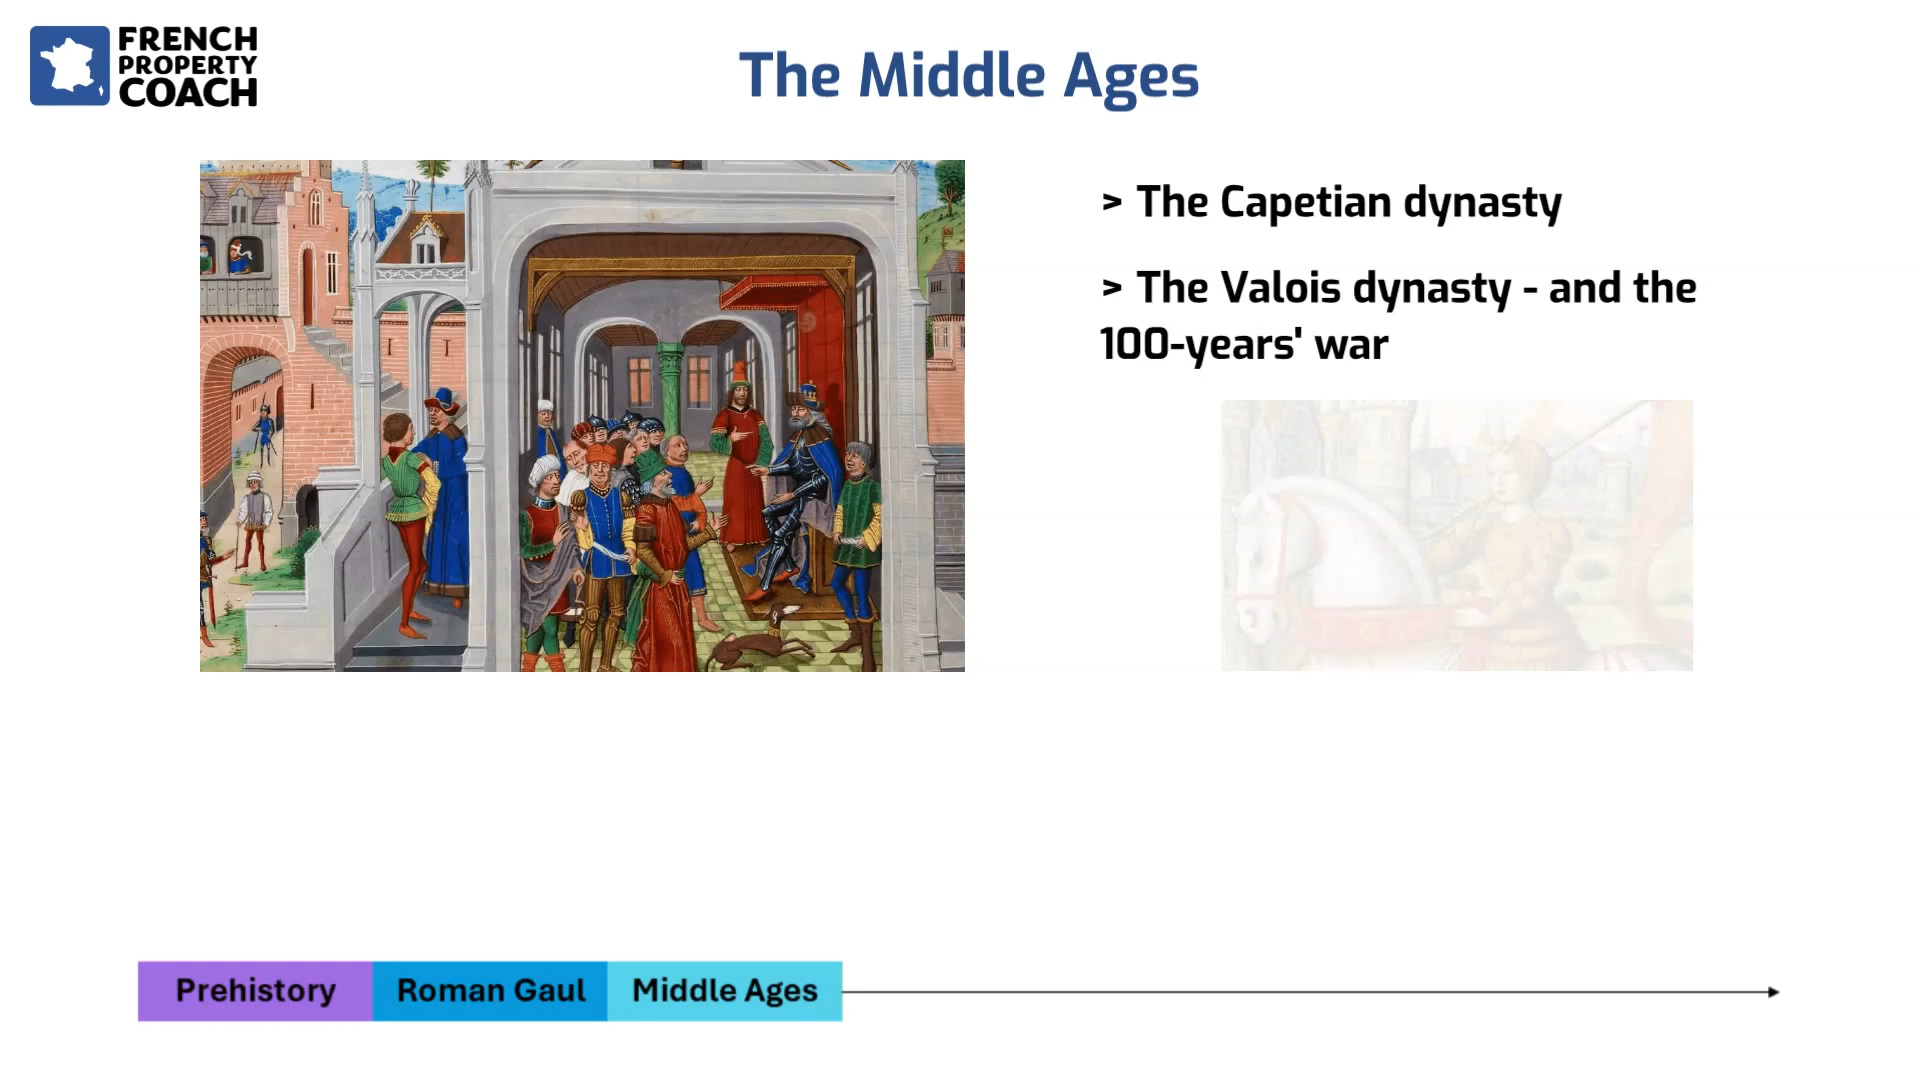 FRENCH
PROPERTY
COACH
The Middle Ages
> The Capetian dynasty
> The Valois dynasty - and the
100-years' war
Prehistory
Roman Gaul
Middle Ages